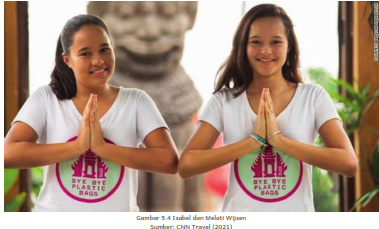 BYE BYE
PLASTIC
BAGS
BYE BYE
PLASTIC
BAGS
Gambar 5.4 Isabel dan Melati Wijsen
Sumber: CNN Travel (2021)